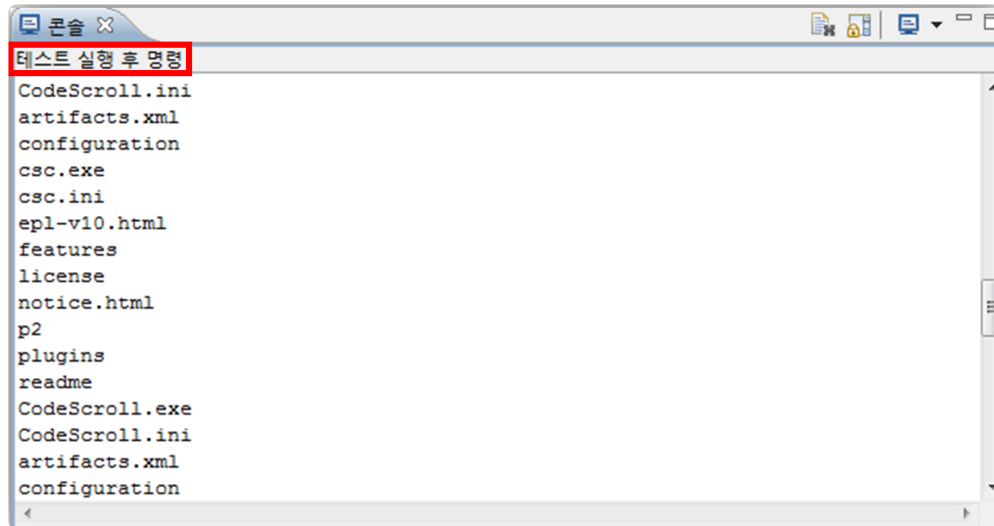 콘솔
테스트 실행 후 명령
CodeScroll.ini
artifacts.xml
configuration
csc.exe
csc.ini
epl-v10.html
features
license
notice.html
p2
plugins
readme
CodeScroll.exe
CodeScroll.ini
artifacts.xml
configuration